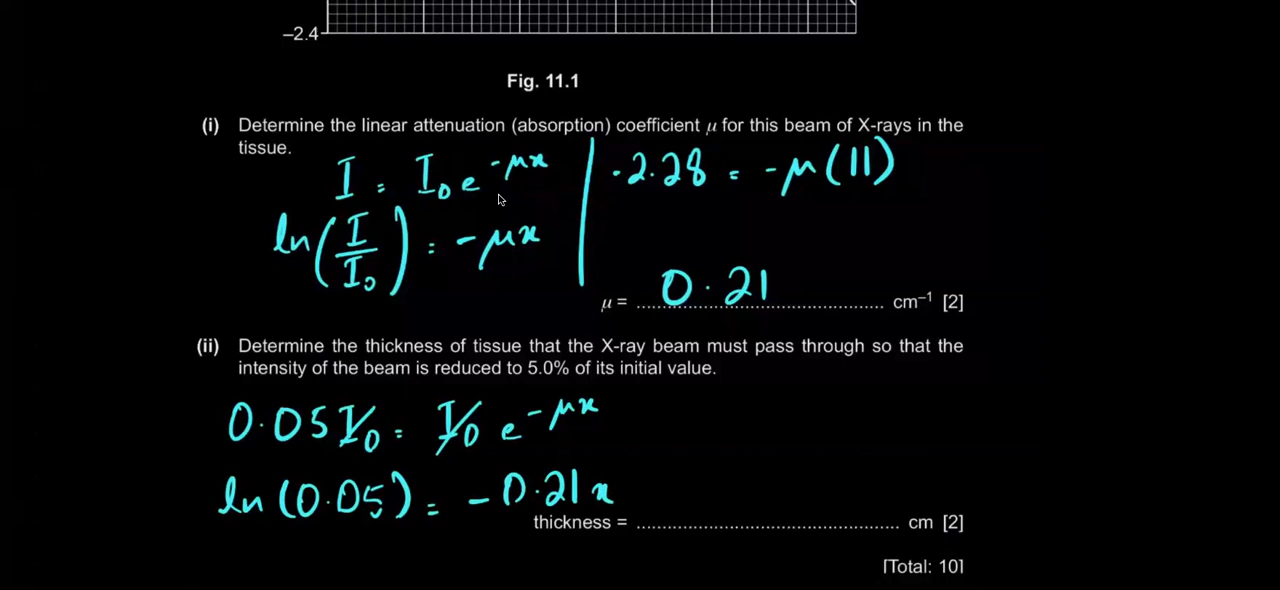 –2.4
Fig. 11.1
(i) Determine the linear attenuation (absorption) coefficient μ for this beam of X-rays in the
tissue.
I = I₀ e^(-μx)
ln(I/I₀) = -μx
-2.28 = -μ(11)
μ = 0.21 cm⁻¹ [2]
(ii) Determine the thickness of tissue that the X-ray beam must pass through so that the
intensity of the beam is reduced to 5.0% of its initial value.
0.05 I₀ = I₀ e^(-μx)
ln(0.05) = -0.21x
thickness = ................ cm [2]
[Total: 10]